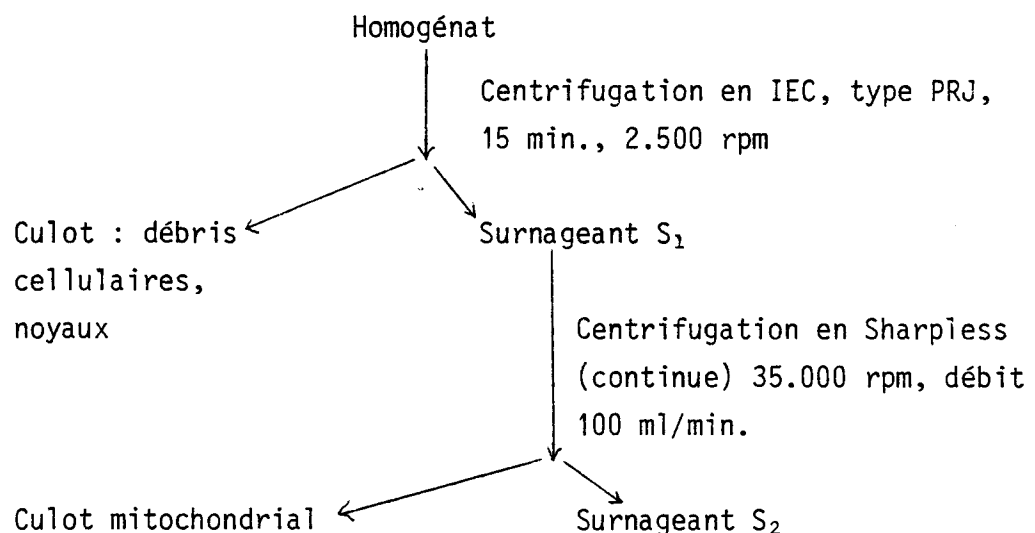 Homogénat
Centrifugation en IEC, type PRJ,
15 min., 2.500 rpm
Culot : débris
cellulaires,
noyaux
Surnageant S₁
Centrifugation en Sharpless
(continue) 35.000 rpm, débit
100 ml/min.
Culot mitochondrial
Surnageant S₂